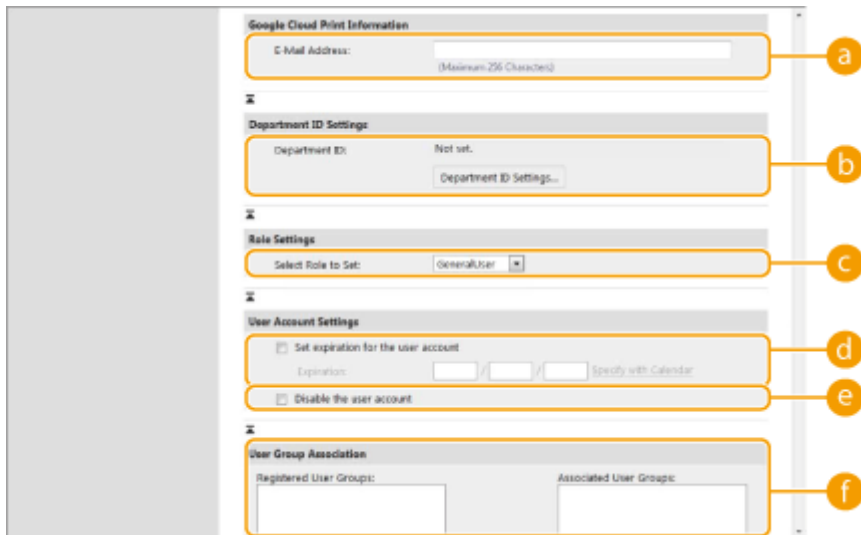 Google Cloud Print Information
E-Mail Address:
(Maximum 256 Characters)
a
Department ID Settings
Department ID: Not set.
Department ID Settings...
b
Role Settings
Select Role to Set: GeneralUser
c
User Account Settings
Set expiration for the user account
Expiration: / / Specify with Calendar
d
Disable the user account
e
User Group Association
Registered User Groups: Associated User Groups:
f